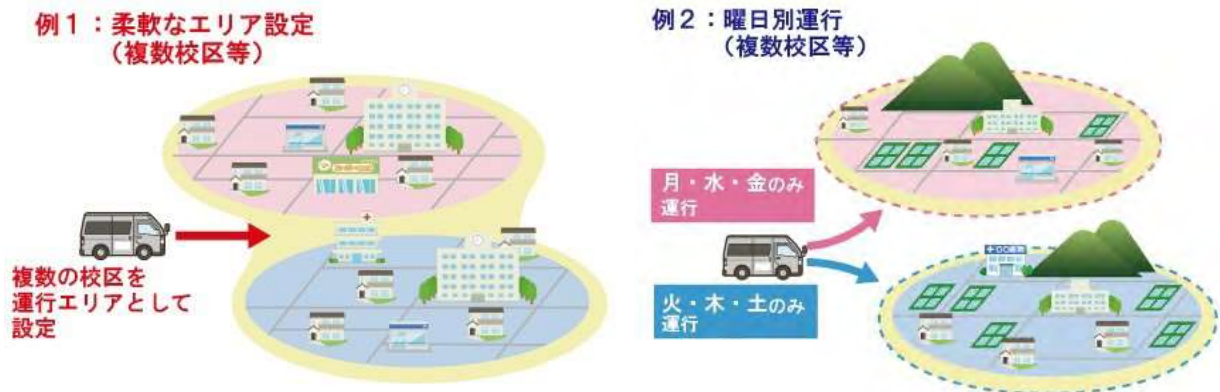 例1：柔軟なエリア設定
（複数校区等）
複数の校区を
運行エリアとして
設定
例2：曜日別運行
（複数校区等）
月・水・金のみ
運行
火・木・土のみ
運行